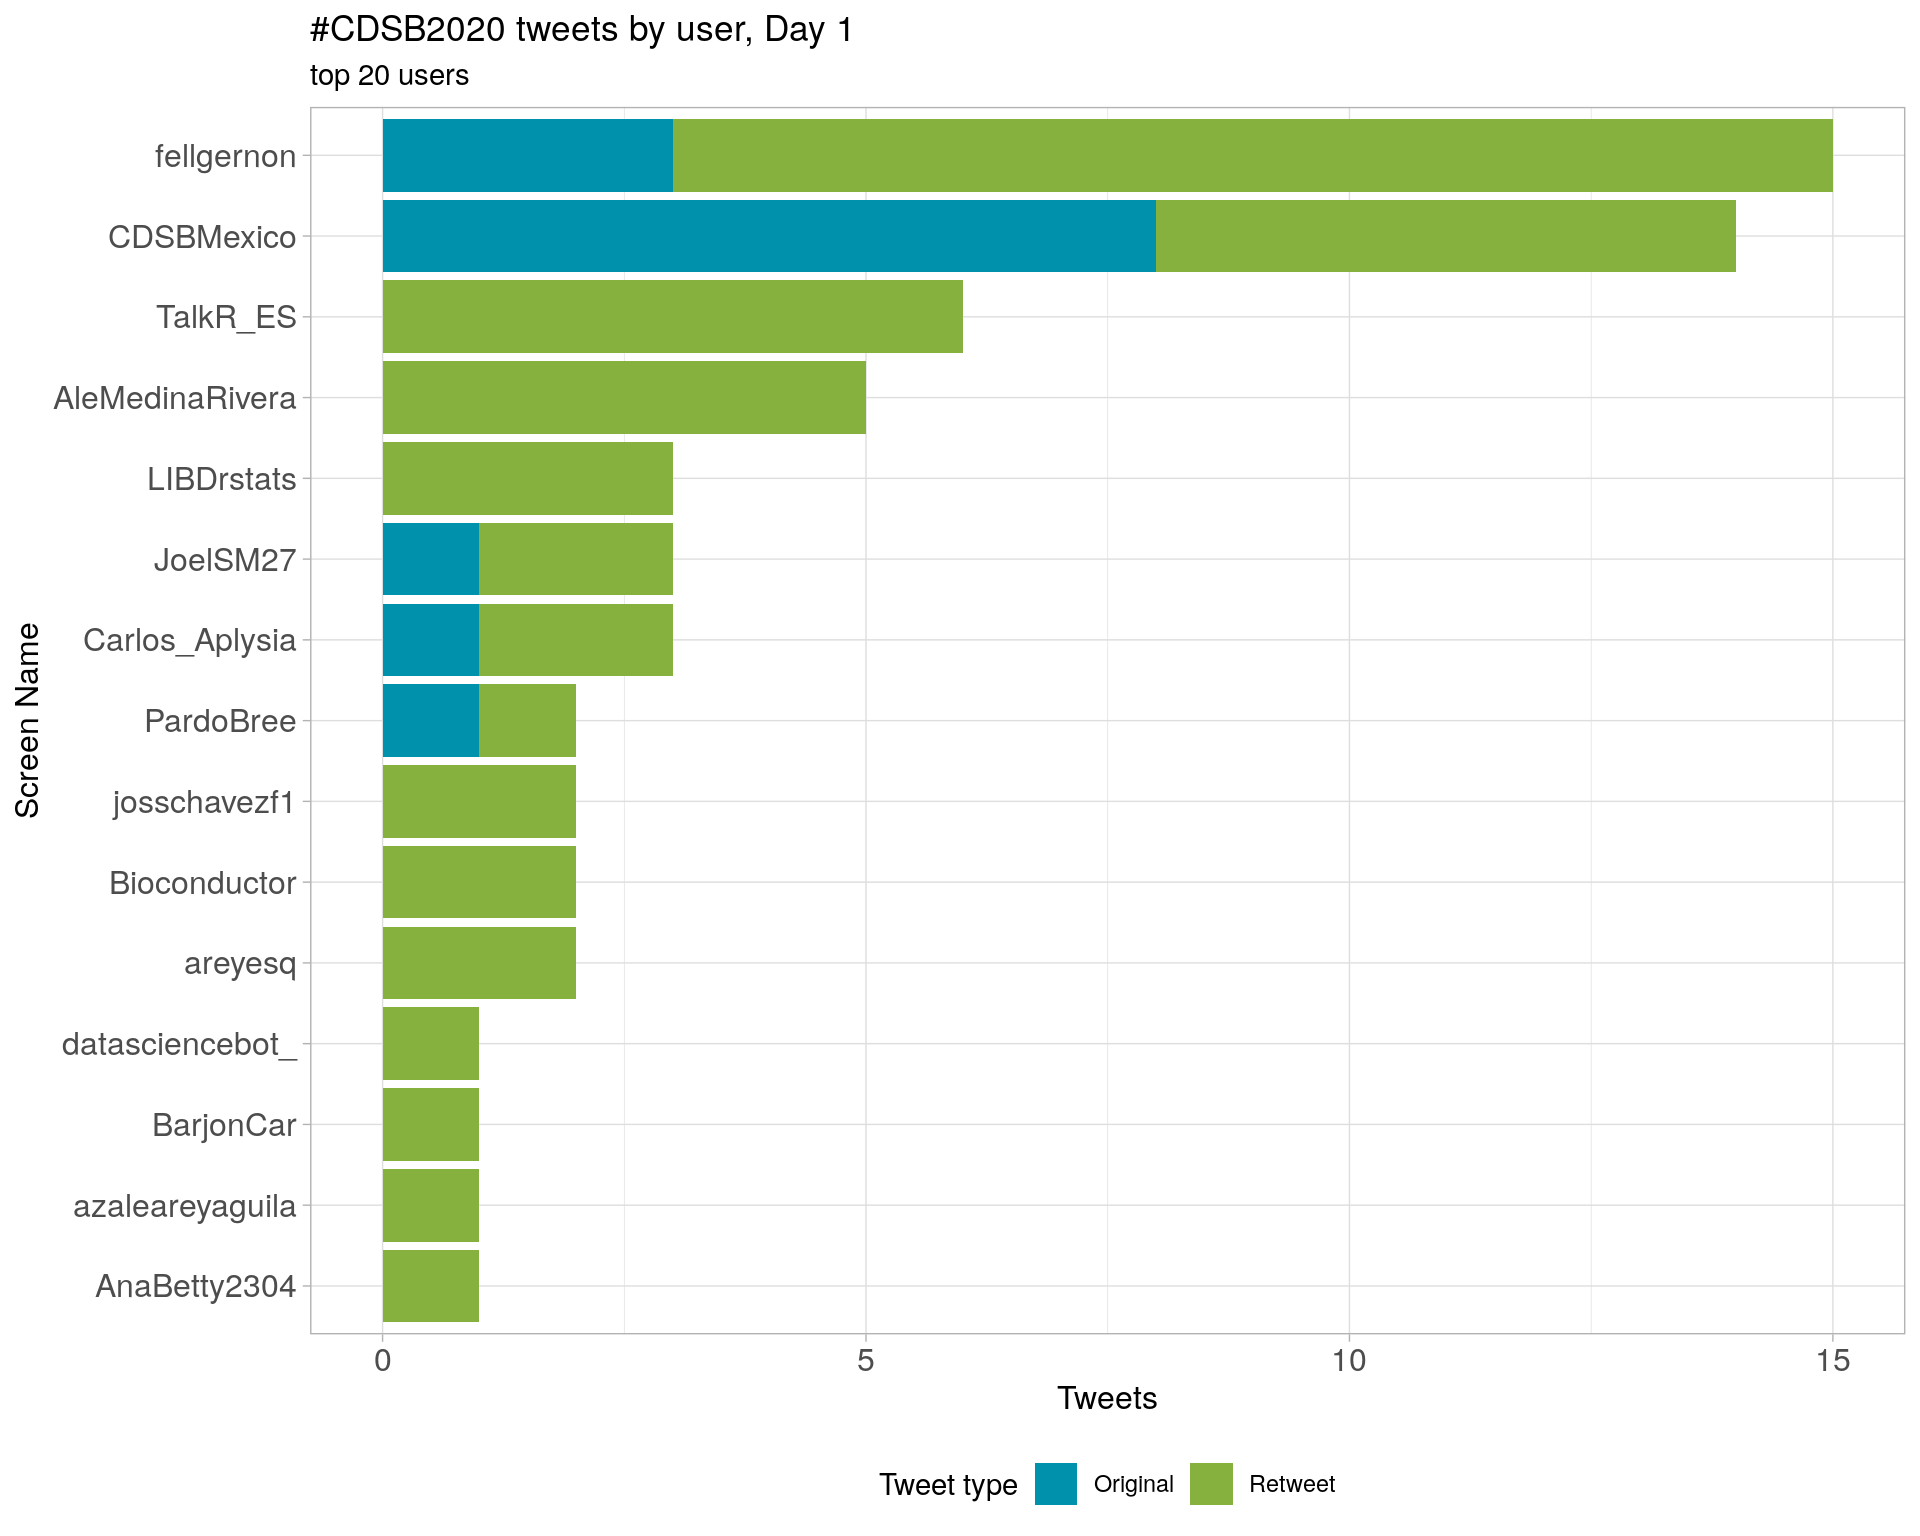 #CDSB2020 tweets by user, Day 1
top 20 users
Screen Name
fellgernon
CDSBMexico
TalkR_ES
AleMedinaRivera
LIBDrstats
JoelSM27
Carlos_Aplysia
PardoBree
josschavezf1
Bioconductor
areyesq
datasciencebot_
BarjonCar
azaleareyaguila
AnaBetty2304
0 5 10 15
Tweets
Tweet type Original Retweet